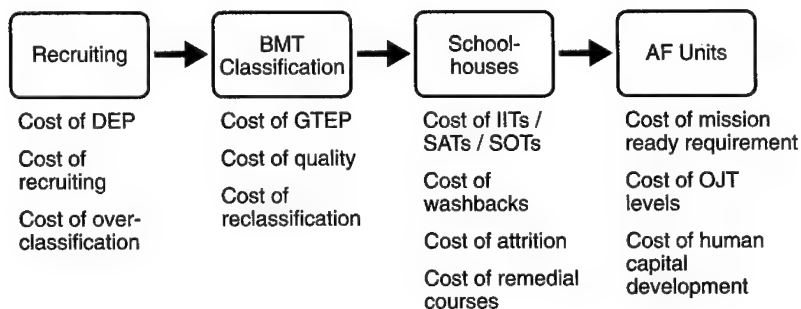 Recruiting
BMT
Classification
School-
houses
AF Units
Cost of DEP
Cost of
recruiting
Cost of over-
classification
Cost of GTEP
Cost of quality
Cost of
reclassification
Cost of IITs /
SATs / SOTs
Cost of
washbacks
Cost of attrition
Cost of remedial
courses
Cost of mission
ready requirement
Cost of OJT
levels
Cost of human
capital
development